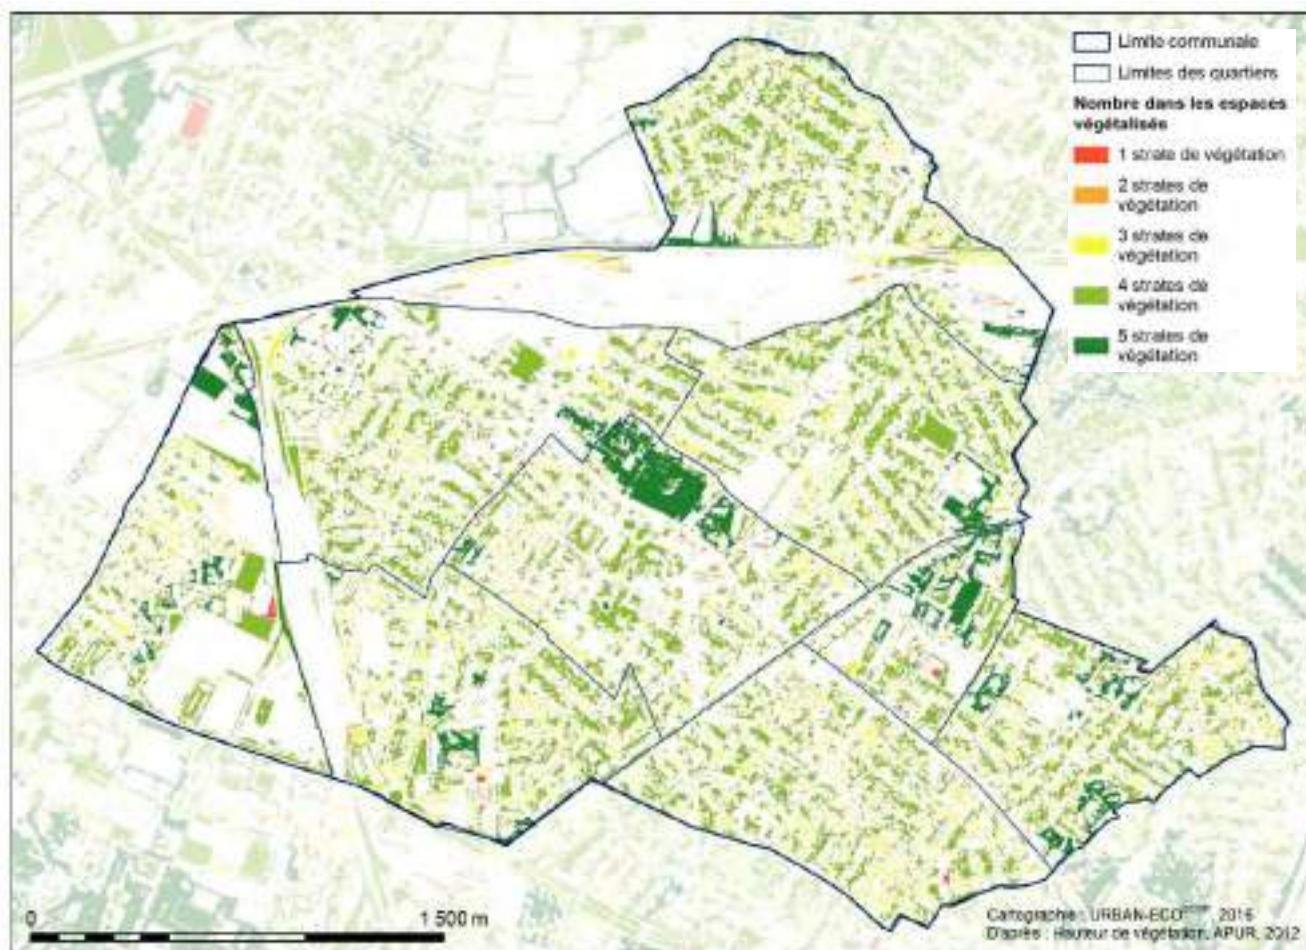 Limite communale
Limites des quartiers
Nombre dans les espaces
végétalisés
1 strate de végétation
2 strates de
végétation
3 strates de
végétation
4 strates de
végétation
5 strates de
végétation
0
1 500 m
Cartographie : URBAN-ECO 2016
D'après : Hauteur de végétation, APUR, 2012